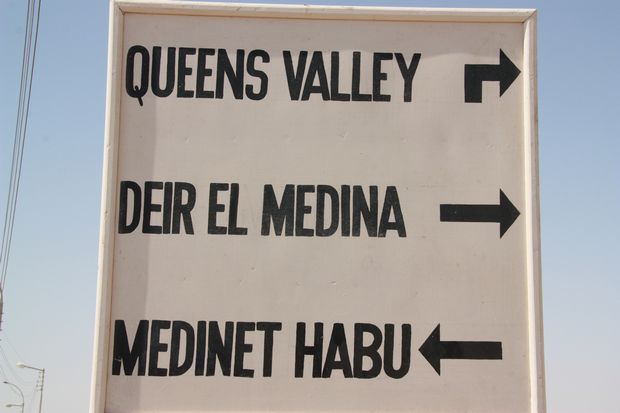 QUEENS VALLEY
DEIR EL MEDINA
MEDINET HABU